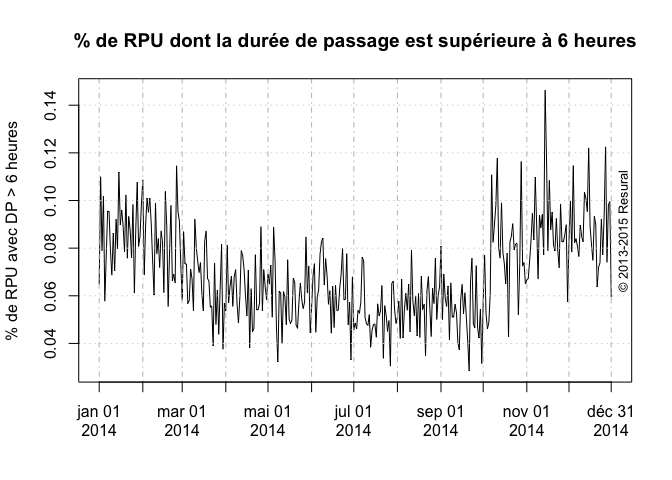 % de RPU dont la durée de passage est supérieure à 6 heures
% de RPU avec DP > 6 heures
0.14
0.12
0.10
0.08
0.06
0.04
© 2013-2015 Resural
jan 01
2014
mar 01
2014
mai 01
2014
jul 01
2014
sep 01
2014
nov 01
2014
déc 31
2014